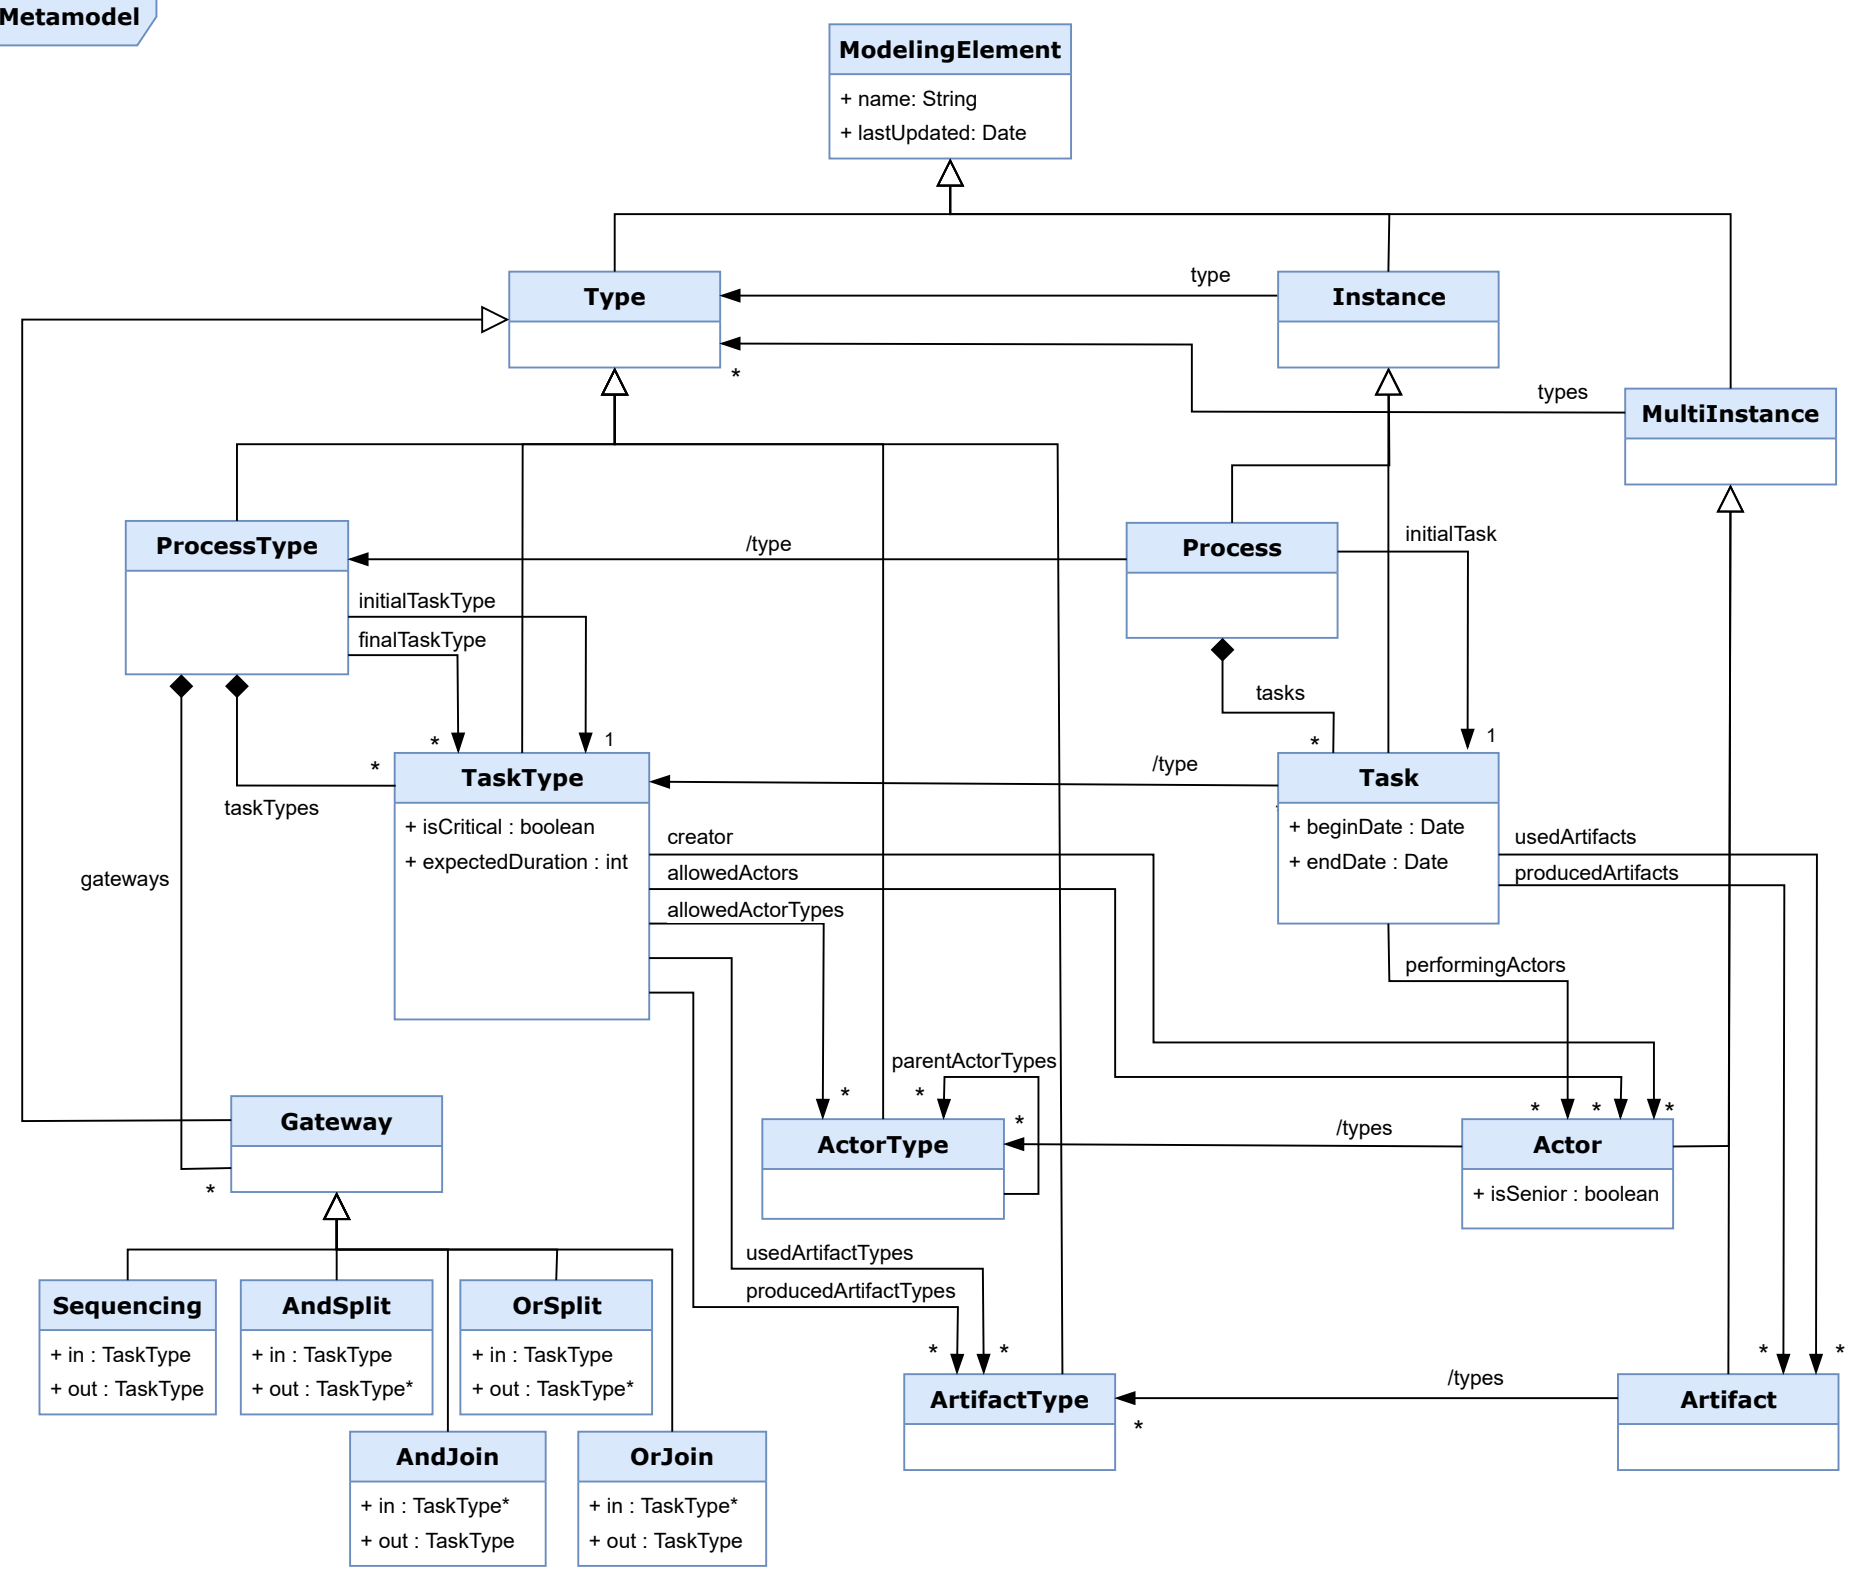 Metamodel
ModelingElement
+ name: String
+ lastUpdated: Date
Type
type
Instance
*
types
MultiInstance
ProcessType
/type
Process
initialTask
initialTaskType
finalTaskType
tasks
*
1
*
1
*
TaskType
/type
Task
taskTypes
+ isCritical : boolean
+ expectedDuration : int
creator
allowedActors
allowedActorTypes
+ beginDate : Date
+ endDate : Date
usedArtifacts
producedArtifacts
gateways
performingActors
parentActorTypes
*
*
*
*
*
*
Gateway
ActorType
/types
Actor
+ isSenior : boolean
*
usedArtifactTypes
producedArtifactTypes
Sequencing
+ in : TaskType
+ out : TaskType
AndSplit
+ in : TaskType
+ out : TaskType*
OrSplit
+ in : TaskType
+ out : TaskType*
*
*
*
*
ArtifactType
/types
Artifact
*
AndJoin
+ in : TaskType*
+ out : TaskType
OrJoin
+ in : TaskType*
+ out : TaskType